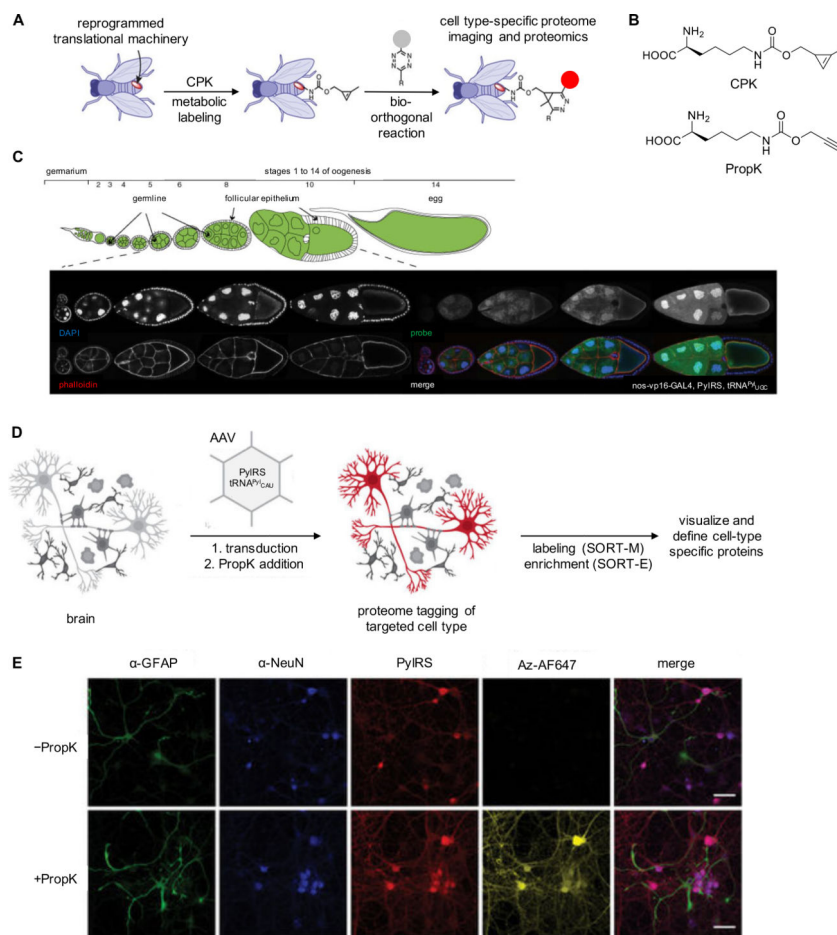 A
reprogrammed
translational machinery
CPK
metabolic
labeling
bio-
orthogonal
reaction
cell type-specific proteome
imaging and proteomics
B
NH2
HOOC
CPK
NH2
HOOC
PropK
C
germarium
stages 1 to 14 of oogenesis
2 3 4 5 6 8 10 14
germline
follicular epithelium
egg
DAPI
probe
phalloidin
merge
nos-vp16-GAL4, PylRS, tRNA^Pyl_UGC
D
AAV
PylRS
tRNA^Pyl_CAU
1. transduction
2. PropK addition
labeling (SORT-M)
enrichment (SORT-E)
visualize and
define cell-type
specific proteins
brain
proteome tagging of
targeted cell type
E
α-GFAP
α-NeuN
PylRS
Az-AF647
merge
−PropK
+PropK